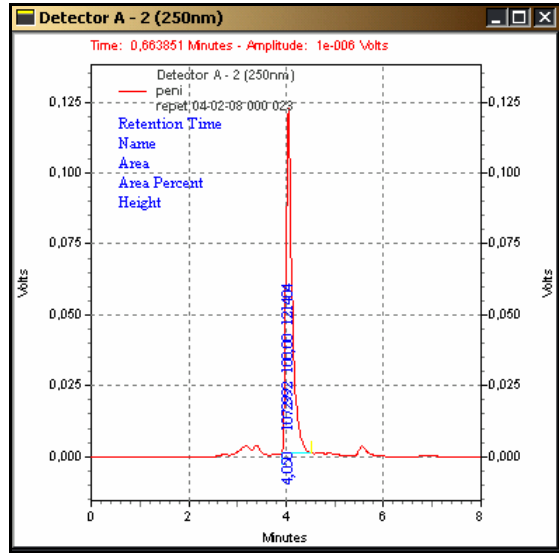 Detector A - 2 (250nm)
Time: 0,663851 Minutes - Amplitude: 1e-006 Volts
Detector A - 2 (250nm)
peni
repet;04-02-08 000 023
Retention Time
Name
Area
Area Percent
Height
0,125
0,100
0,075
0,050
0,025
0,000
Volts
0,125
0,100
0,075
0,050
0,025
0,000
Volts
4,050 1072992 100,00 121404
0
2
4
6
8
Minutes